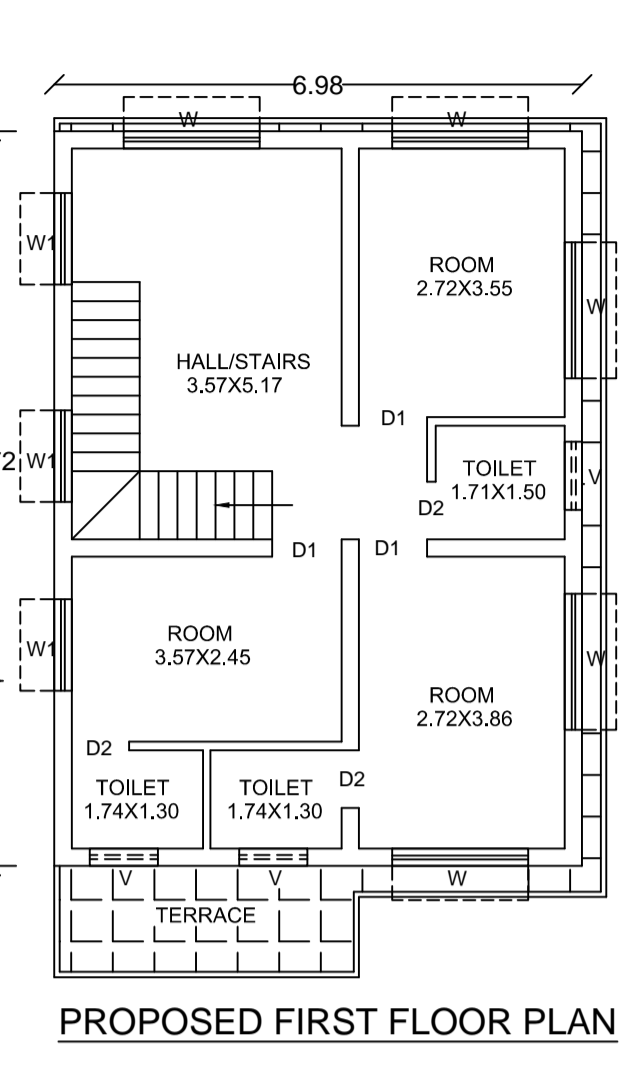 6.98
W
W
W1
ROOM
2.72X3.55
W
HALL/STAIRS
3.57X5.17
D1
W1
TOILET
1.71X1.50
V
D2
D1
D1
ROOM
3.57X2.45
W1
W
ROOM
2.72X3.86
D2
TOILET
1.74X1.30
TOILET
1.74X1.30
D2
V
V
W
TERRACE
PROPOSED FIRST FLOOR PLAN